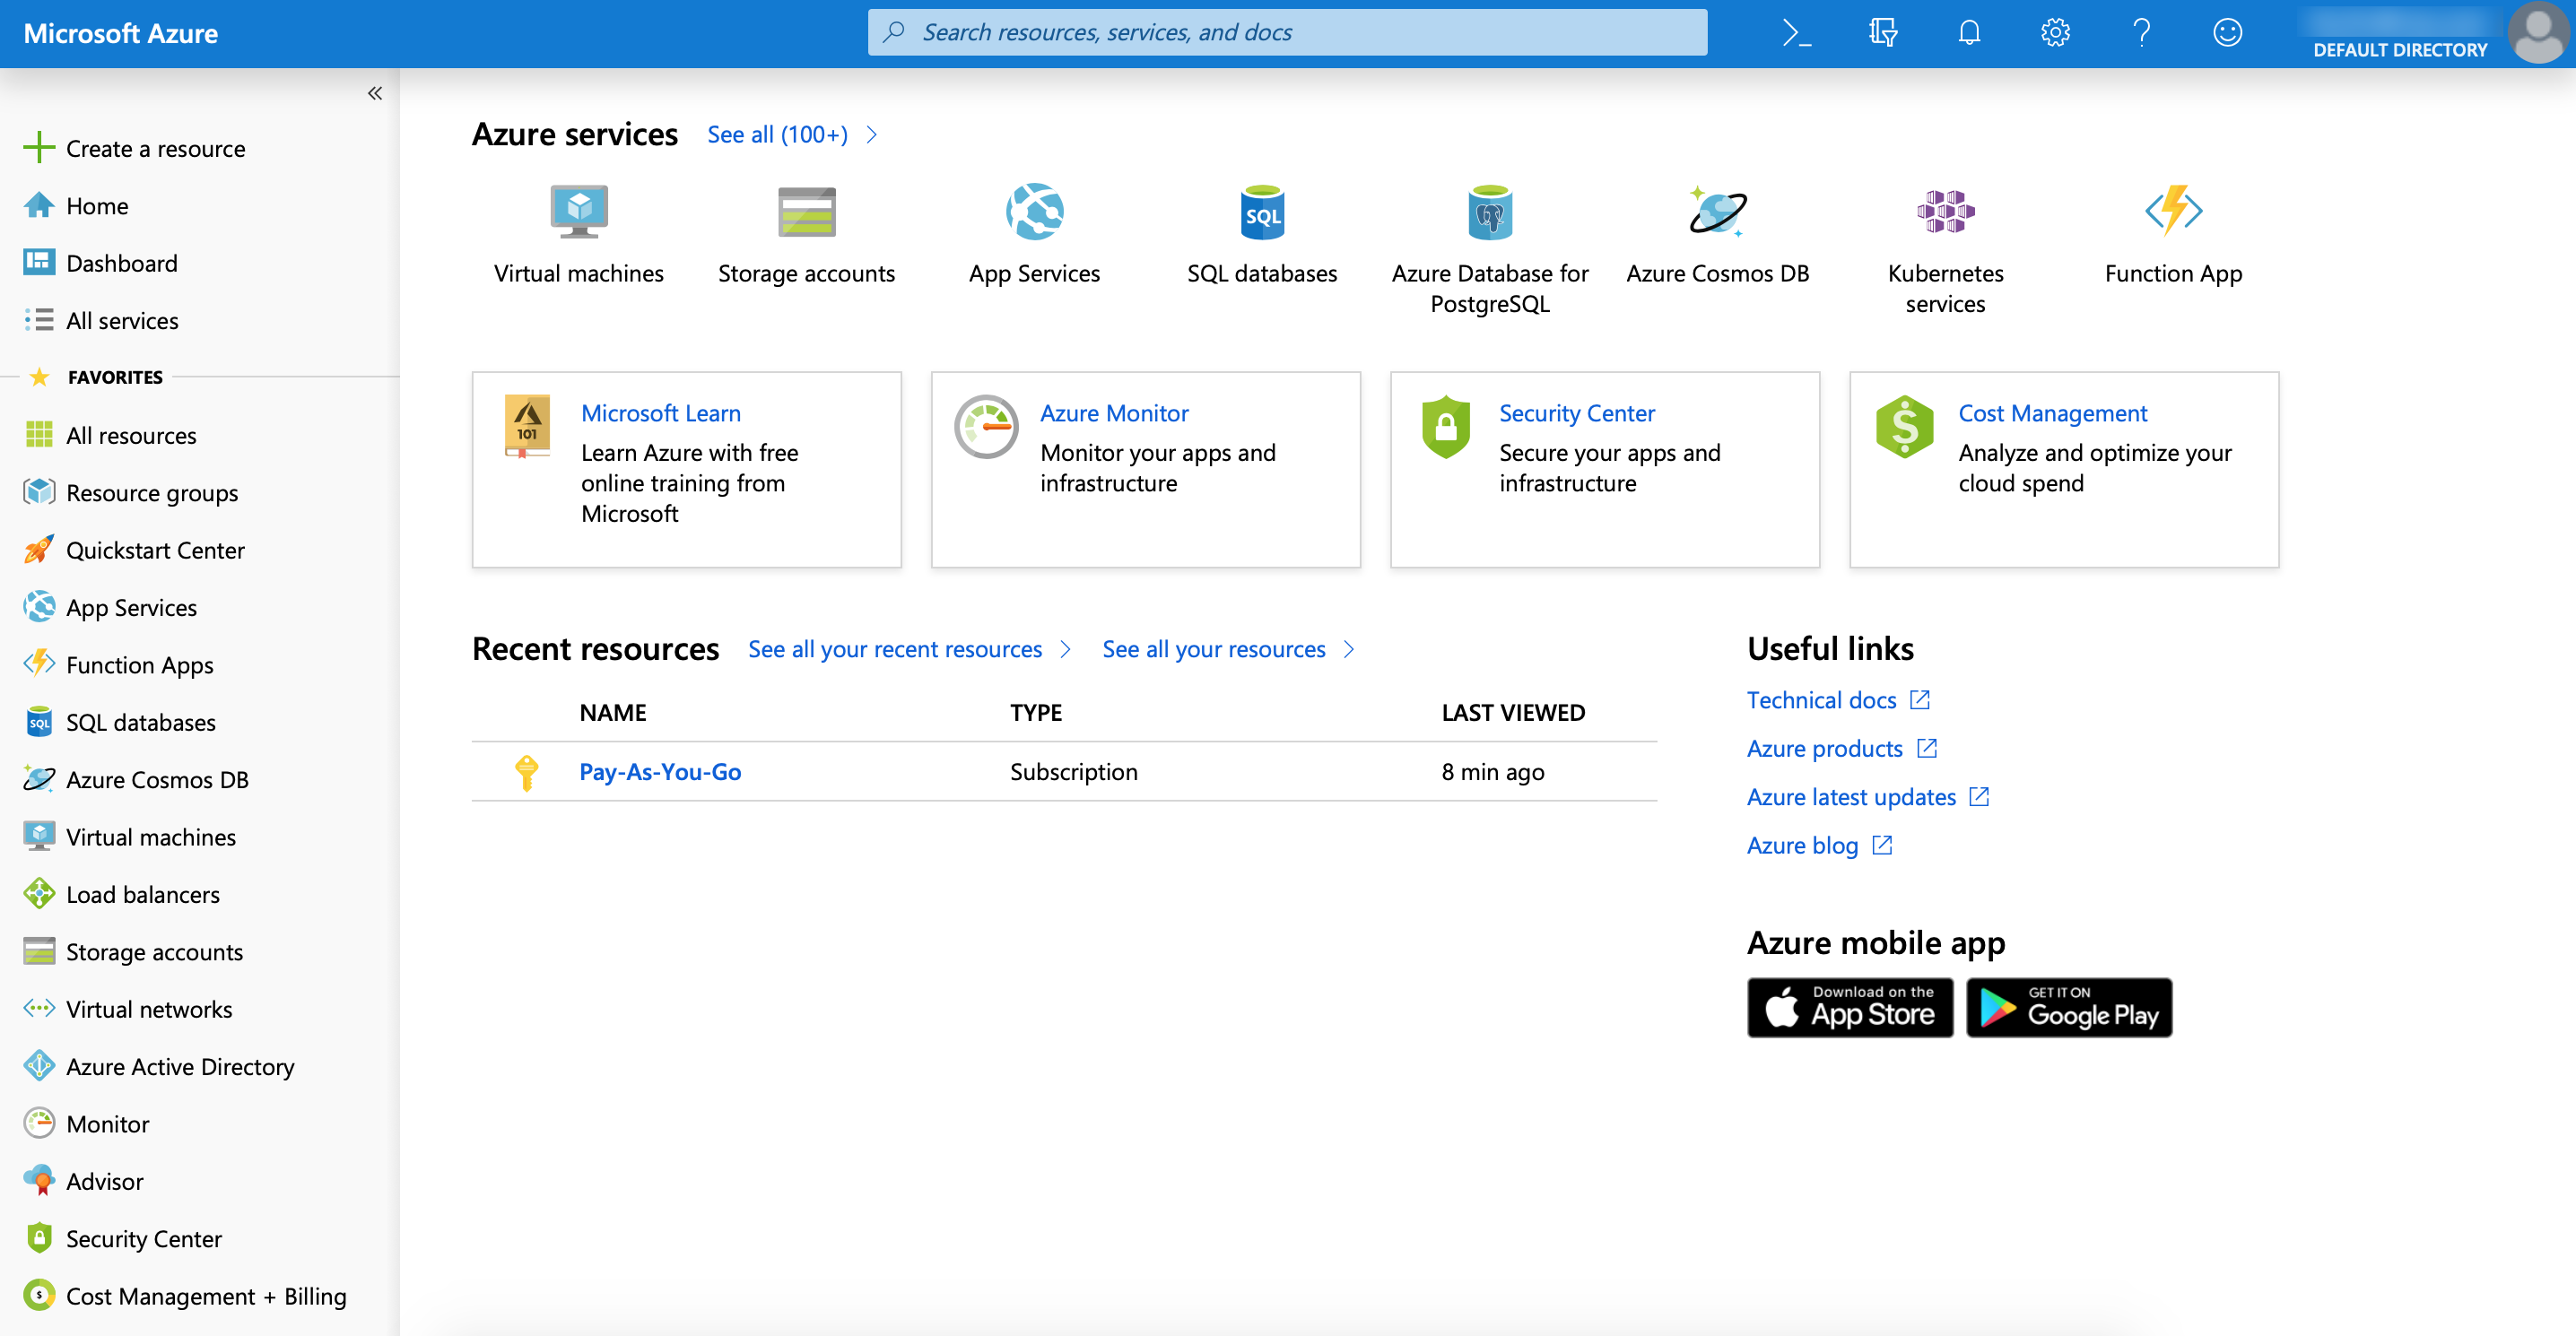 Microsoft Azure
Search resources, services, and docs
DEFAULT DIRECTORY
Create a resource
Home
Dashboard
All services
FAVORITES
All resources
Resource groups
Quickstart Center
App Services
Function Apps
SQL databases
Azure Cosmos DB
Virtual machines
Load balancers
Storage accounts
Virtual networks
Azure Active Directory
Monitor
Advisor
Security Center
Cost Management + Billing
Azure services
See all (100+)
Virtual machines
Storage accounts
App Services
SQL
SQL databases
Azure Database for
PostgreSQL
Azure Cosmos DB
Kubernetes
services
Function App
101
Microsoft Learn
Learn Azure with free
online training from
Microsoft
Azure Monitor
Monitor your apps and
infrastructure
Security Center
Secure your apps and
infrastructure
Cost Management
Analyze and optimize your
cloud spend
Recent resources
See all your recent resources
See all your resources
NAME TYPE LAST VIEWED
Pay-As-You-Go Subscription 8 min ago
Useful links
Technical docs
Azure products
Azure latest updates
Azure blog
Azure mobile app
Download on the
App Store
GET IT ON
Google Play